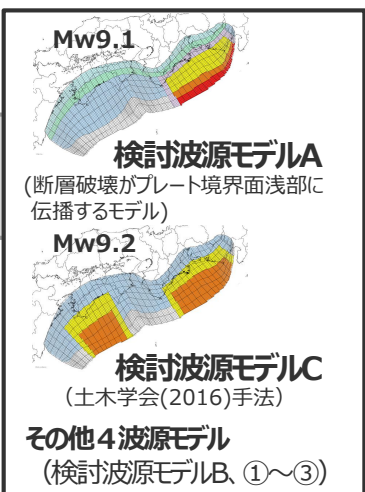 Mw9.1
検討波源モデルA
(断層破壊がプレート境界面浅部に
伝播するモデル)
Mw9.2
検討波源モデルC
（土木学会(2016)手法）
その他４波源モデル
（検討波源モデルB、①～③）